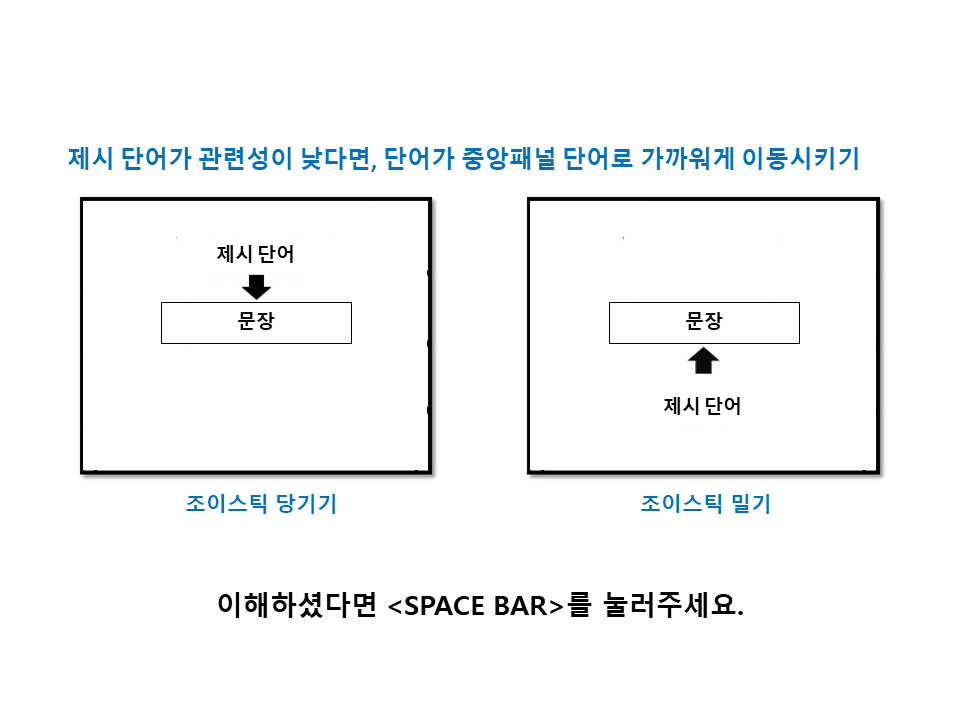 제시 단어가 관련성이 낮다면, 단어가 중앙패널 단어로 가까워게 이동시키기
제시 단어
문장
문장
제시 단어
조이스틱 당기기
조이스틱 밀기
이해하셨다면 <SPACE BAR>를 눌러주세요.